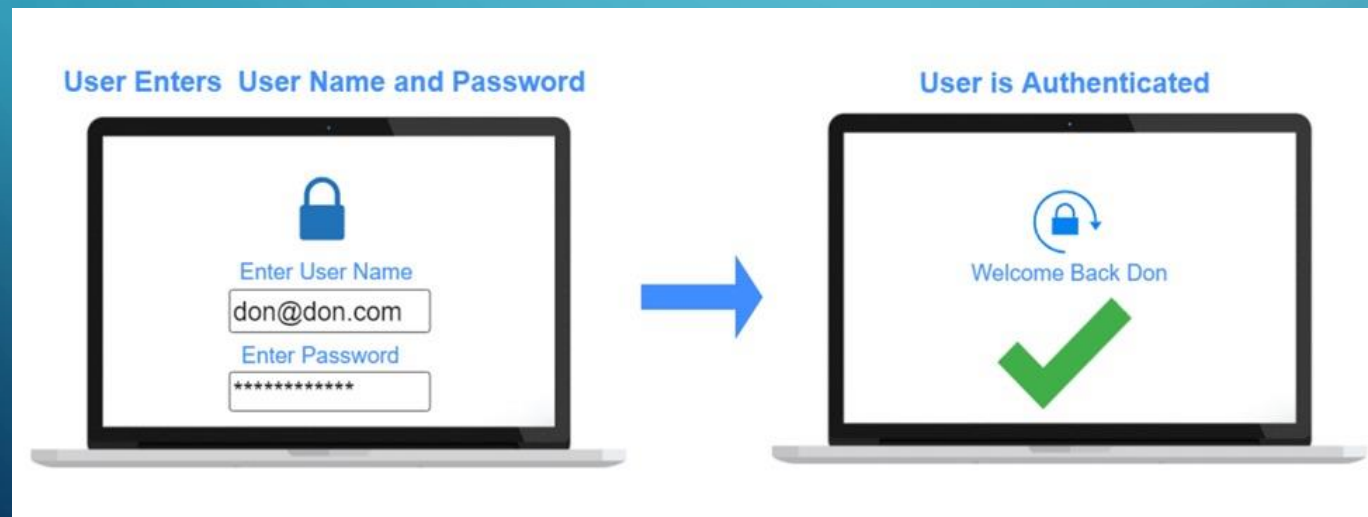 User Enters User Name and Password
Enter User Name
don@don.com
Enter Password
************
User is Authenticated
Welcome Back Don